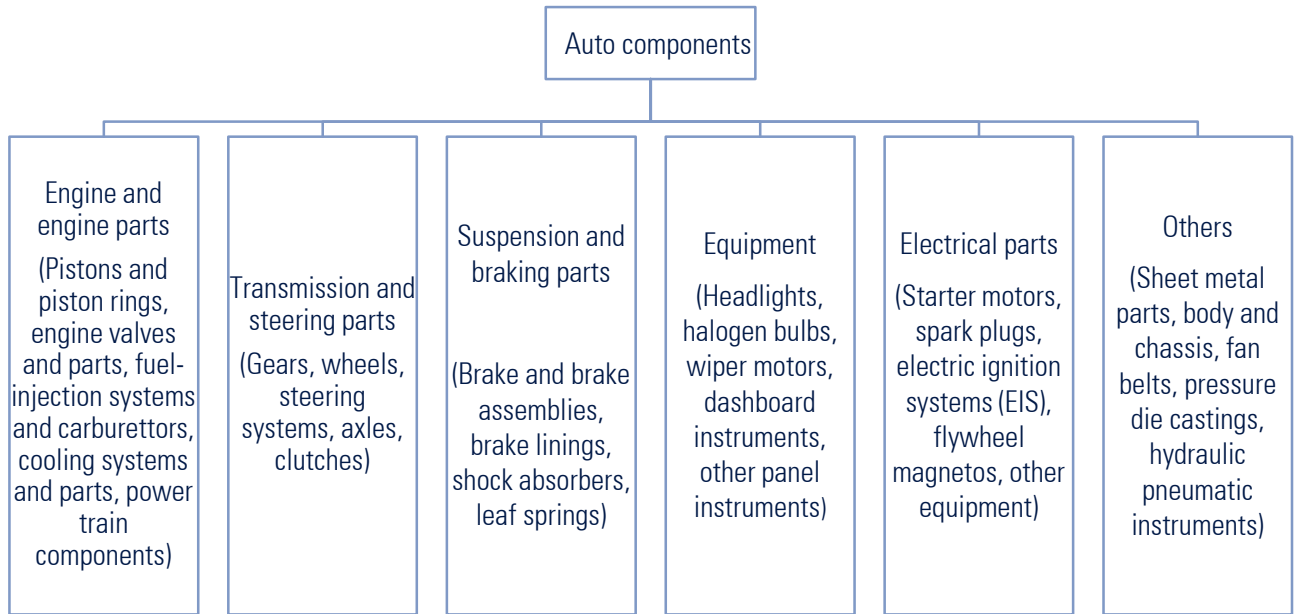 Auto components
Engine and
engine parts
(Pistons and
piston rings,
engine valves
and parts, fuel-
injection systems
and carburettors,
cooling systems
and parts, power
train
components)
Transmission and
steering parts
(Gears, wheels,
steering
systems, axles,
clutches)
Suspension and
braking parts
(Brake and brake
assemblies,
brake linings,
shock absorbers,
leaf springs)
Equipment
(Headlights,
halogen bulbs,
wiper motors,
dashboard
instruments,
other panel
instruments)
Electrical parts
(Starter motors,
spark plugs,
electric ignition
systems (EIS),
flywheel
magnetos, other
equipment)
Others
(Sheet metal
parts, body and
chassis, fan
belts, pressure
die castings,
hydraulic
pneumatic
instruments)